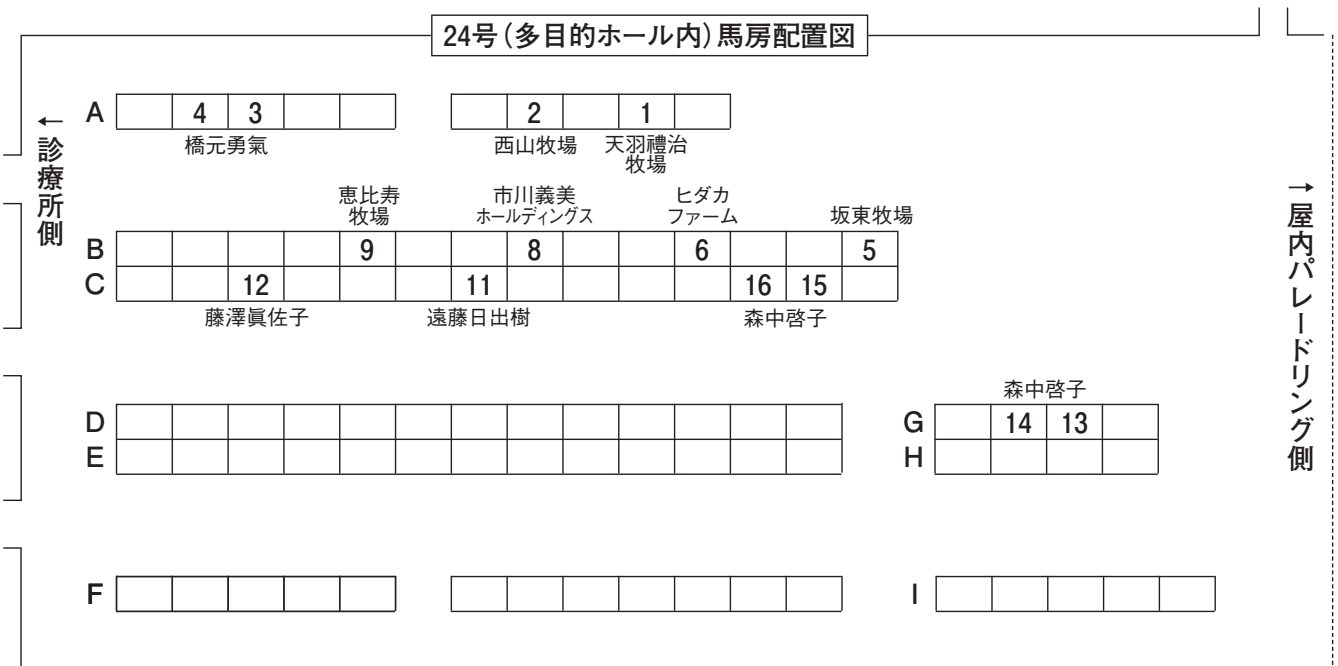 24号（多目的ホール内）馬房配置図
←診療所側
→屋内パレードリング側
A 4 3 2 1
橋元勇氣 西山牧場 天羽禮治
牧場
恵比寿 市川義美 ヒダカ
牧場 ホールディングス ファーム 坂東牧場
B 9 8 6 5
C 12 11 16 15
藤澤眞佐子 遠藤日出樹 森中啓子
森中啓子
D G 14 13
E H
F I